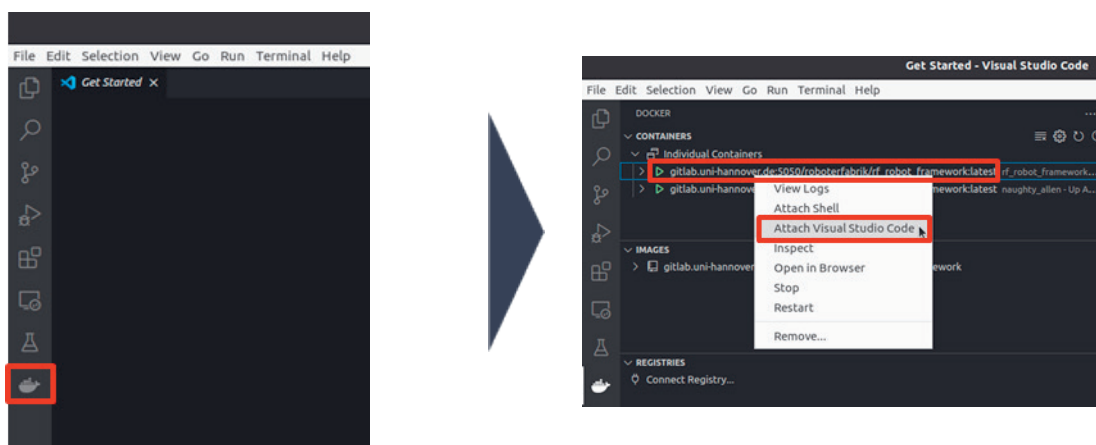 File Edit Selection View Go Run Terminal Help
Get Started
Get Started - Visual Studio Code
File Edit Selection View Go Run Terminal Help
DOCKER
CONTAINERS
Individual Containers
gitlab.uni-hannover.de:5050/roboterfabrik/rf_robot_framework:latest rf_robot_framework...
gitlab.uni-hannove nework:latest naughty_allen - Up A...
View Logs
Attach Shell
Attach Visual Studio Code
Inspect
Open in Browser
Stop
Restart
Remove...
IMAGES
gitlab.uni-hannover ework
REGISTRIES
Connect Registry...